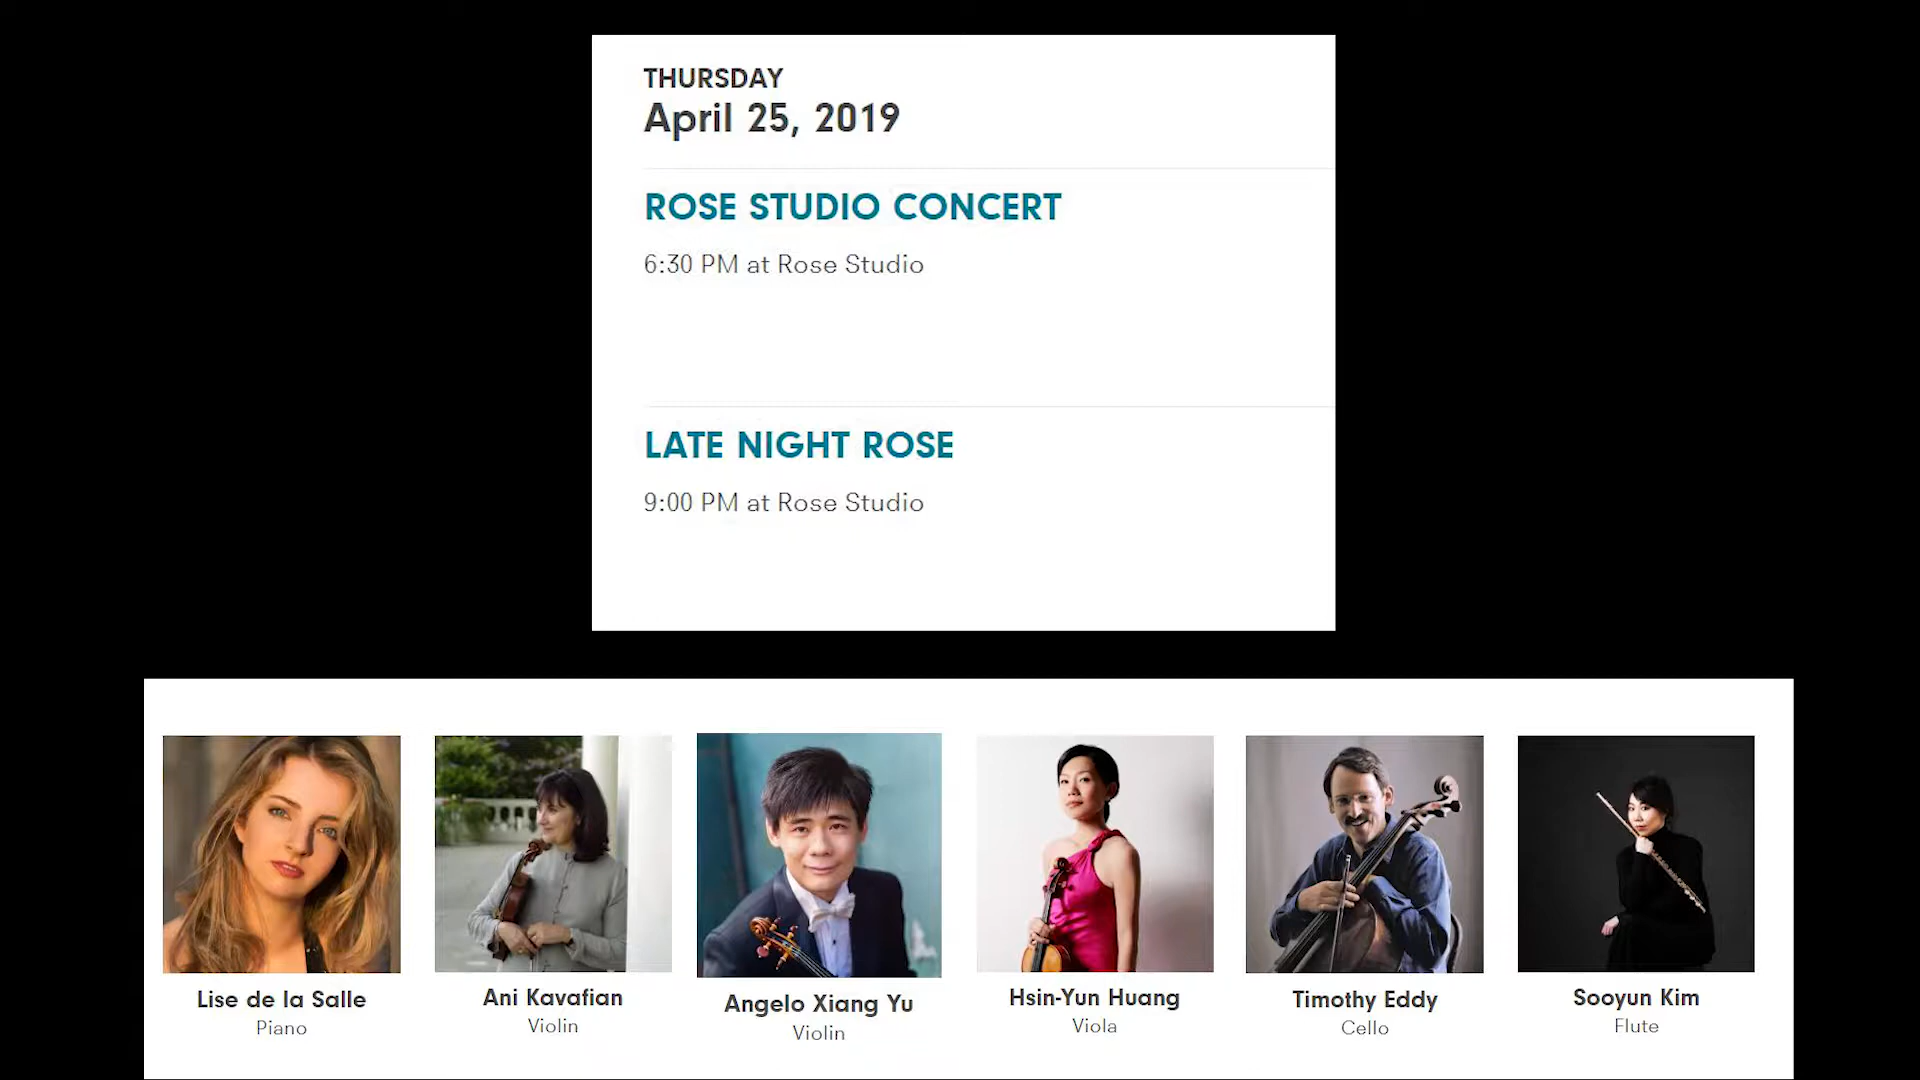 THURSDAY
April 25, 2019
ROSE STUDIO CONCERT
6:30 PM at Rose Studio
LATE NIGHT ROSE
9:00 PM at Rose Studio
Lise de la Salle
Piano
Ani Kavafian
Violin
Angelo Xiang Yu
Violin
Hsin-Yun Huang
Viola
Timothy Eddy
Cello
Sooyun Kim
Flute